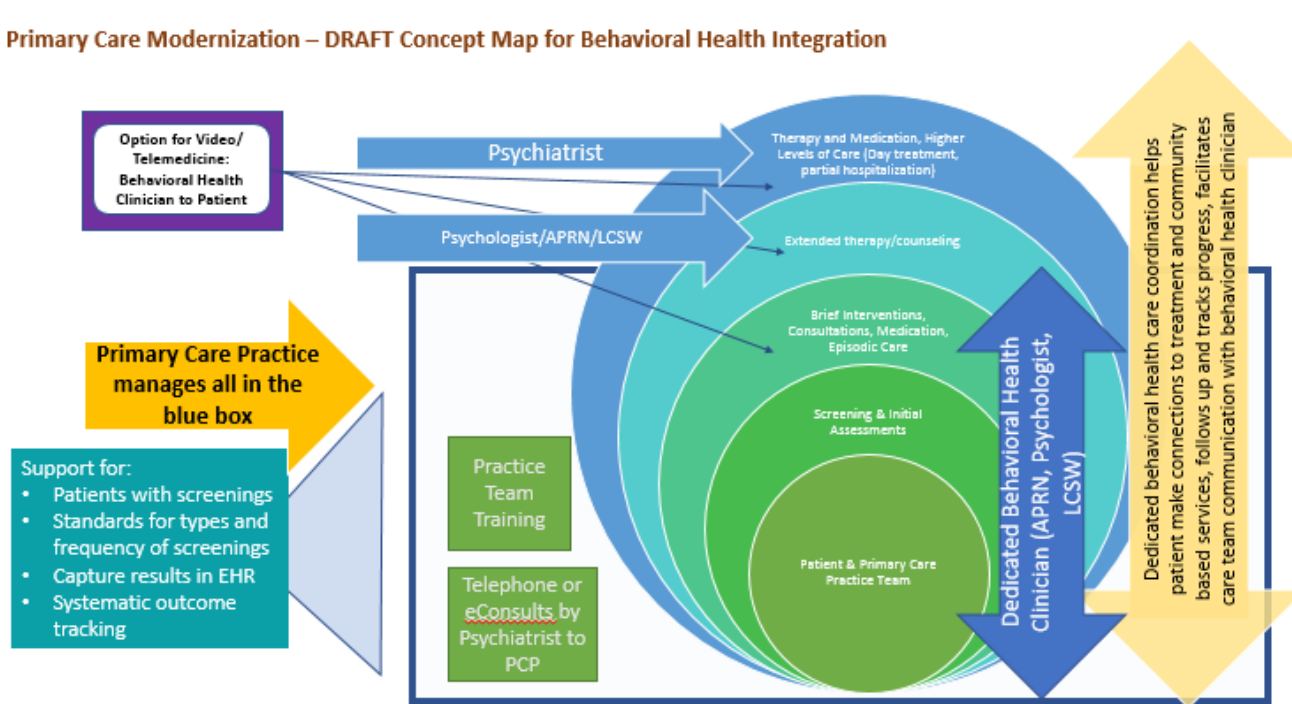 Primary Care Modernization – DRAFT Concept Map for Behavioral Health Integration
Option for Video/
Telemedicine:
Behavioral Health
Clinician to Patient
Psychiatrist
Psychologist/APRN/LCSW
Therapy and Medication, Higher
Levels of Care (Day treatment,
partial hospitalization)
Extended therapy/counseling
Brief Interventions,
Consultations, Medication,
Episodic Care
Screening & Initial
Assessments
Patient & Primary Care
Practice Team
Primary Care Practice
manages all in the
blue box
Support for:
• Patients with screenings
• Standards for types and
frequency of screenings
• Capture results in EHR
• Systematic outcome
tracking
Practice
Team
Training
Telephone or
eConsults by
Psychiatrist to
PCP
Dedicated Behavioral Health
Clinician (APRN, Psychologist,
LCSW)
Dedicated behavioral health care coordination helps
patient make connections to treatment and community
based services, follows up and tracks progress, facilitates
care team communication with behavioral health clinician